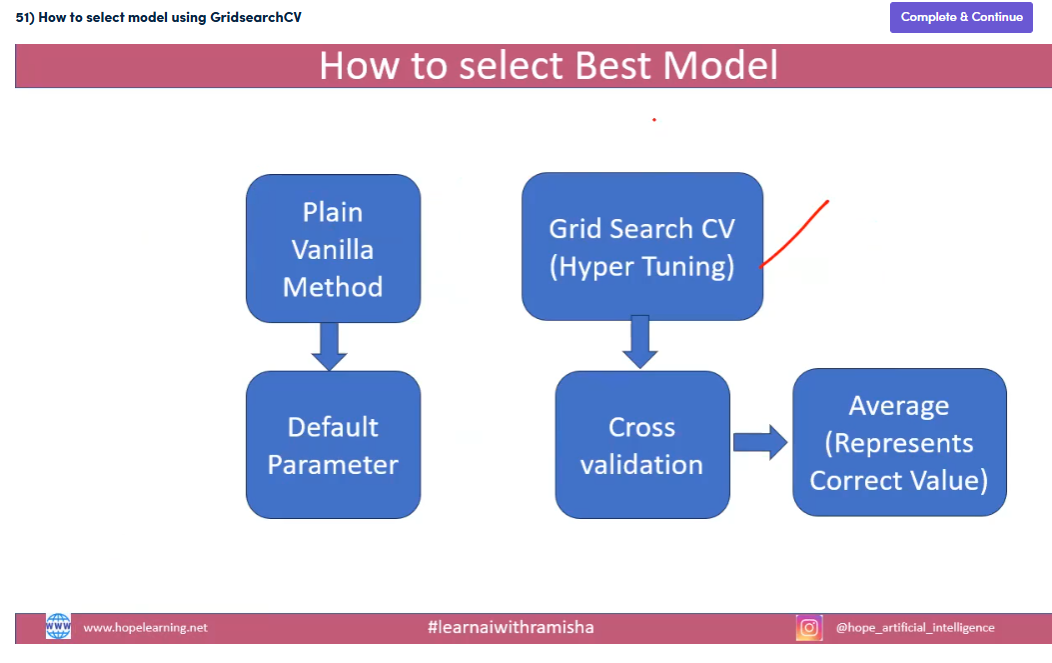 51) How to select model using GridsearchCV
Complete & Continue
How to select Best Model
Plain
Vanilla
Method
Grid Search CV
(Hyper Tuning)
Default
Parameter
Cross
validation
Average
(Represents
Correct Value)
WWW
www.hopelearning.net
#learnaiwithramisha
@hope_artificial_intelligence